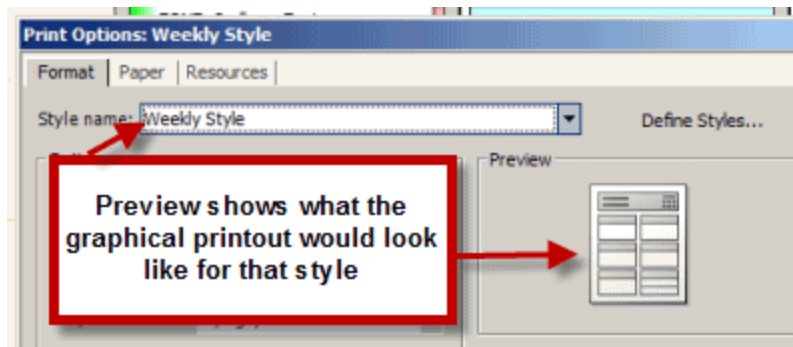 Print Options: Weekly Style
Format Paper Resources
Style name: Weekly Style Define Styles...
Preview
Preview shows what the
graphical printout would look
like for that style